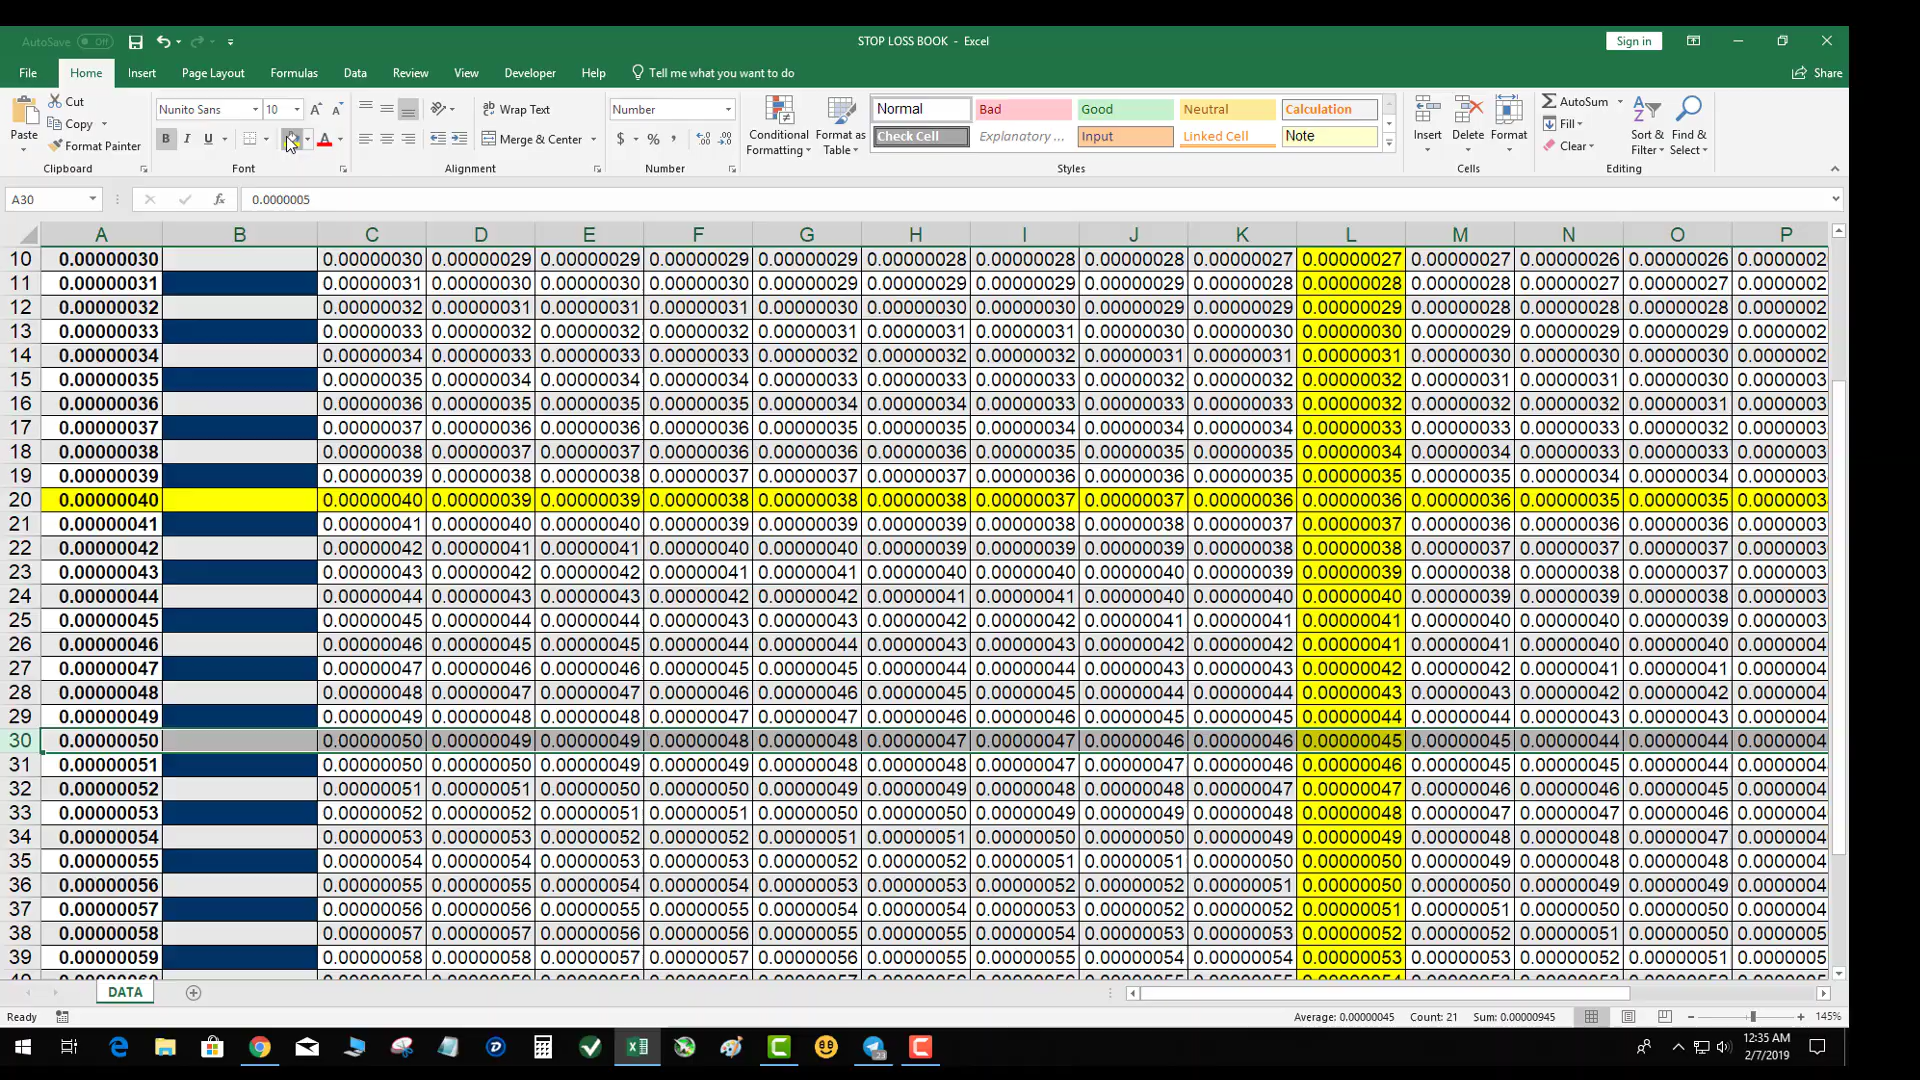 AutoSave Off
STOP LOSS BOOK - Excel
Sign in
File Home Insert Page Layout Formulas Data Review View Developer Help Tell me what you want to do Share
Paste
Cut
Copy
Format Painter
Clipboard
Nunito Sans 10
B I U
Font
Wrap Text
Merge & Center
Alignment
Number
$ %
Number
Conditional Formatting
Format as Table
Normal Bad Good Neutral Calculation
Check Cell Explanatory ... Input Linked Cell Note
Styles
Insert Delete Format
Cells
AutoSum
Fill
Clear
Sort & Filter
Find & Select
Editing
A30 fx 0.0000005
A B C D E F G H I J K L M N O P
10 0.00000030 0.00000030 0.00000029 0.00000029 0.00000029 0.00000029 0.00000028 0.00000028 0.00000028 0.00000027 0.00000027 0.00000027 0.00000026 0.00000026 0.0000002
11 0.00000031 0.00000031 0.00000030 0.00000030 0.00000030 0.00000029 0.00000029 0.00000029 0.00000029 0.00000028 0.00000028 0.00000028 0.00000027 0.00000027 0.0000002
12 0.00000032 0.00000032 0.00000031 0.00000031 0.00000031 0.00000030 0.00000030 0.00000030 0.00000029 0.00000029 0.00000029 0.00000028 0.00000028 0.00000028 0.0000002
13 0.00000033 0.00000033 0.00000032 0.00000032 0.00000032 0.00000031 0.00000031 0.00000031 0.00000030 0.00000030 0.00000030 0.00000029 0.00000029 0.00000029 0.0000002
14 0.00000034 0.00000034 0.00000033 0.00000033 0.00000033 0.00000032 0.00000032 0.00000032 0.00000031 0.00000031 0.00000031 0.00000030 0.00000030 0.00000030 0.0000002
15 0.00000035 0.00000035 0.00000034 0.00000034 0.00000034 0.00000033 0.00000033 0.00000033 0.00000032 0.00000032 0.00000032 0.00000031 0.00000031 0.00000030 0.0000003
16 0.00000036 0.00000036 0.00000035 0.00000035 0.00000035 0.00000034 0.00000034 0.00000033 0.00000033 0.00000033 0.00000032 0.00000032 0.00000032 0.00000031 0.0000003
17 0.00000037 0.00000037 0.00000036 0.00000036 0.00000036 0.00000035 0.00000035 0.00000034 0.00000034 0.00000034 0.00000033 0.00000033 0.00000033 0.00000032 0.0000003
18 0.00000038 0.00000038 0.00000037 0.00000037 0.00000036 0.00000036 0.00000036 0.00000035 0.00000035 0.00000035 0.00000034 0.00000034 0.00000033 0.00000033 0.0000003
19 0.00000039 0.00000039 0.00000038 0.00000038 0.00000037 0.00000037 0.00000037 0.00000036 0.00000036 0.00000035 0.00000035 0.00000035 0.00000034 0.00000034 0.0000003
20 0.00000040 0.00000040 0.00000039 0.00000039 0.00000038 0.00000038 0.00000038 0.00000037 0.00000037 0.00000036 0.00000036 0.00000036 0.00000035 0.00000035 0.0000003
21 0.00000041 0.00000041 0.00000040 0.00000040 0.00000039 0.00000039 0.00000039 0.00000038 0.00000038 0.00000037 0.00000037 0.00000036 0.00000036 0.00000036 0.0000003
22 0.00000042 0.00000042 0.00000041 0.00000041 0.00000040 0.00000040 0.00000039 0.00000039 0.00000039 0.00000038 0.00000038 0.00000037 0.00000037 0.00000037 0.0000003
23 0.00000043 0.00000043 0.00000042 0.00000042 0.00000041 0.00000041 0.00000040 0.00000040 0.00000040 0.00000039 0.00000039 0.00000038 0.00000038 0.00000037 0.0000003
24 0.00000044 0.00000044 0.00000043 0.00000043 0.00000042 0.00000042 0.00000041 0.00000041 0.00000040 0.00000040 0.00000040 0.00000039 0.00000039 0.00000038 0.0000003
25 0.00000045 0.00000045 0.00000044 0.00000044 0.00000043 0.00000043 0.00000042 0.00000042 0.00000041 0.00000041 0.00000041 0.00000040 0.00000040 0.00000039 0.0000003
26 0.00000046 0.00000045 0.00000045 0.00000045 0.00000044 0.00000044 0.00000043 0.00000043 0.00000042 0.00000042 0.00000041 0.00000041 0.00000040 0.00000040 0.0000004
27 0.00000047 0.00000047 0.00000046 0.00000046 0.00000045 0.00000045 0.00000044 0.00000044 0.00000043 0.00000043 0.00000042 0.00000042 0.00000041 0.00000041 0.0000004
28 0.00000048 0.00000048 0.00000047 0.00000047 0.00000046 0.00000046 0.00000045 0.00000045 0.00000044 0.00000044 0.00000043 0.00000043 0.00000042 0.00000042 0.0000004
29 0.00000049 0.00000049 0.00000048 0.00000048 0.00000047 0.00000047 0.00000046 0.00000046 0.00000045 0.00000045 0.00000044 0.00000044 0.00000043 0.00000043 0.0000004
30 0.00000050 0.00000050 0.00000049 0.00000049 0.00000048 0.00000048 0.00000047 0.00000047 0.00000046 0.00000046 0.00000045 0.00000045 0.00000044 0.00000044 0.0000004
31 0.00000051 0.00000050 0.00000050 0.00000049 0.00000049 0.00000048 0.00000048 0.00000047 0.00000047 0.00000046 0.00000046 0.00000045 0.00000045 0.00000044 0.0000004
32 0.00000052 0.00000051 0.00000051 0.00000050 0.00000050 0.00000049 0.00000049 0.00000048 0.00000048 0.00000047 0.00000047 0.00000046 0.00000046 0.00000045 0.0000004
33 0.00000053 0.00000052 0.00000052 0.00000051 0.00000051 0.00000050 0.00000050 0.00000049 0.00000049 0.00000048 0.00000048 0.00000047 0.00000047 0.00000046 0.0000004
34 0.00000054 0.00000053 0.00000053 0.00000052 0.00000052 0.00000051 0.00000051 0.00000050 0.00000050 0.00000049 0.00000049 0.00000048 0.00000048 0.00000047 0.0000004
35 0.00000055 0.00000054 0.00000054 0.00000053 0.00000053 0.00000052 0.00000052 0.00000051 0.00000051 0.00000050 0.00000050 0.00000049 0.00000048 0.00000048 0.0000004
36 0.00000056 0.00000055 0.00000055 0.00000054 0.00000054 0.00000053 0.00000053 0.00000052 0.00000052 0.00000051 0.00000050 0.00000050 0.00000049 0.00000049 0.0000004
37 0.00000057 0.00000056 0.00000056 0.00000055 0.00000055 0.00000054 0.00000054 0.00000053 0.00000052 0.00000052 0.00000051 0.00000051 0.00000050 0.00000050 0.0000004
38 0.00000058 0.00000057 0.00000057 0.00000056 0.00000056 0.00000055 0.00000055 0.00000054 0.00000053 0.00000053 0.00000052 0.00000052 0.00000051 0.00000050 0.0000005
39 0.00000059 0.00000058 0.00000058 0.00000057 0.00000057 0.00000056 0.00000055 0.00000055 0.00000054 0.00000054 0.00000053 0.00000053 0.00000052 0.00000051 0.0000005
DATA
Ready Average: 0.00000045 Count: 21 Sum: 0.00000945 145%
12:35 AM
2/7/2019